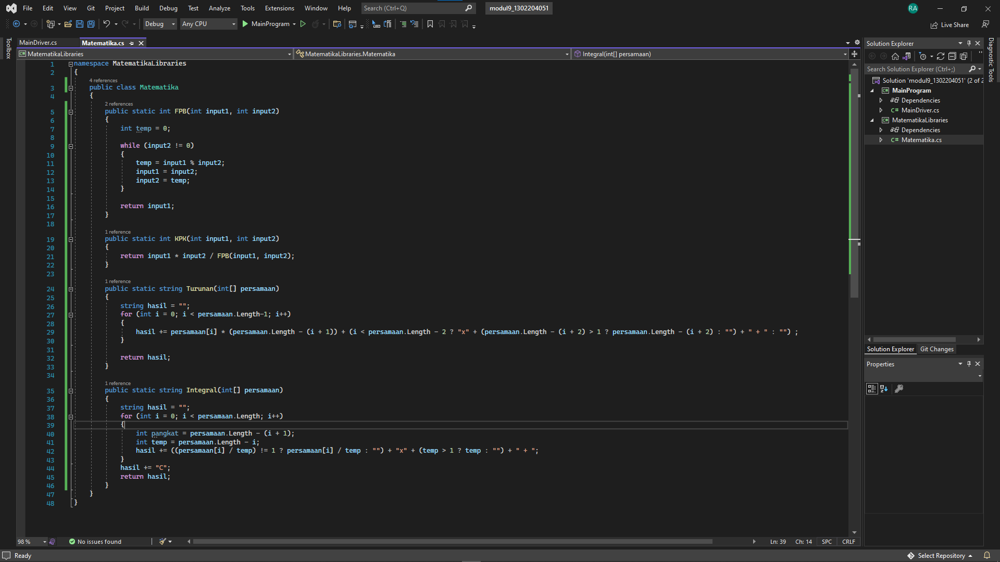 File Edit View Git Project Build Debug Test Analyze Tools Extensions Window Help Search (Ctrl+Q) modul9_1302204051 RA
Debug Any CPU MainProgram Live Share
Toolbox
MainDriver.cs Matematika.cs
MatematikaLibraries MatematikaLibraries.Matematika Integral(int[] persamaan)
1 namespace MatematikaLibraries
2 {
4 references
3 public class Matematika
4 {
2 references
5 public static int FPB(int input1, int input2)
6 {
7 int temp = 0;
8
9 while (input2 != 0)
10 {
11 temp = input1 % input2;
12 input1 = input2;
13 input2 = temp;
14 }
15
16 return input1;
17 }
18
1 reference
19 public static int KPK(int input1, int input2)
20 {
21 return input1 * input2 / FPB(input1, input2);
22 }
23
1 reference
24 public static string Turunan(int[] persamaan)
25 {
26 string hasil = "";
27 for (int i = 0; i < persamaan.Length-1; i++)
28 {
29 hasil += persamaan[i] * (persamaan.Length - (i + 1)) + (i < persamaan.Length - 2 ? "x" + (persamaan.Length - (i + 2) > 1 ? persamaan.Length - (i + 2) : "") + " + " : "") ;
30 }
31
32 return hasil;
33 }
34
1 reference
35 public static string Integral(int[] persamaan)
36 {
37 string hasil = "";
38 for (int i = 0; i < persamaan.Length; i++)
39 {
40 int pangkat = persamaan.Length - (i + 1);
41 int temp = persamaan.Length - i;
42 hasil += ((persamaan[i] / temp) != 1 ? persamaan[i] / temp : "") + "x" + (temp > 1 ? temp : "") + " + ";
43 }
44 hasil += "C";
45 return hasil;
46 }
47 }
48 }
98 % No issues found Ln: 39 Ch: 14 SPC CRLF
Ready Select Repository
Solution Explorer
Search Solution Explorer (Ctrl+;)
Solution 'modul9_1302204051' (2 of 2
C# MainProgram
Dependencies
C# MainDriver.cs
C# MatematikaLibraries
Dependencies
C# Matematika.cs
Solution Explorer Git Changes
Properties
Diagnostic Tools